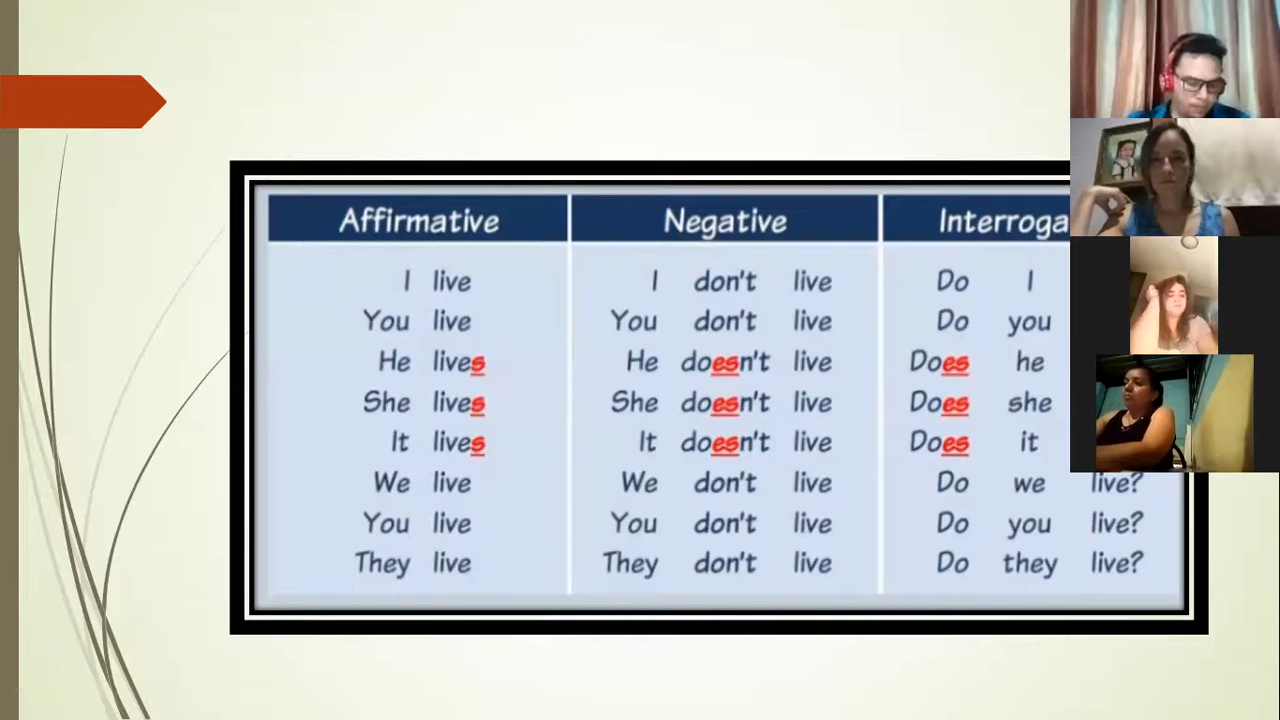 Affirmative Negative Interroga
I live I don't live Do I
You live You don't live Do you
He lives He doesn't live Does he
She lives She doesn't live Does she
It lives It doesn't live Does it
We live We don't live Do we live?
You live You don't live Do you live?
They live They don't live Do they live?